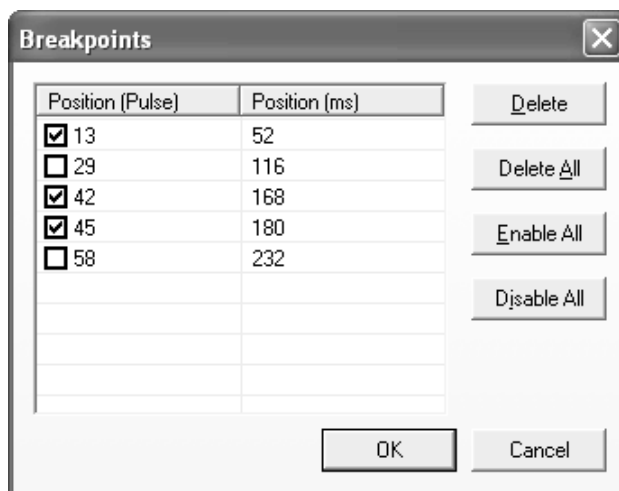 Breakpoints
Position (Pulse) Position (ms)
13 52
29 116
42 168
45 180
58 232
Delete
Delete All
Enable All
Disable All
OK
Cancel